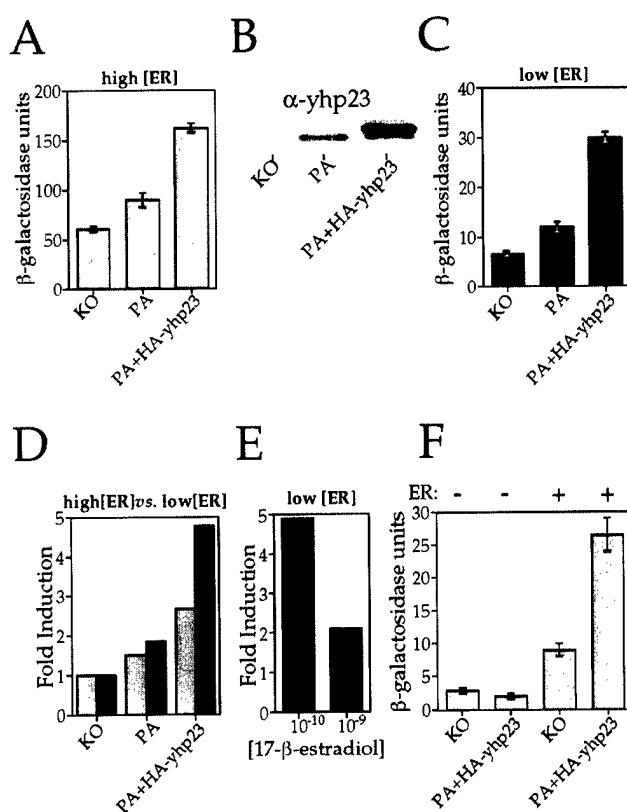 A
high [ER]
β-galactosidase units
200
150
100
50
0
KO
PA
PA+HA-yhp23
B
α-yhp23
KO
PA
PA+HA-yhp23
C
low [ER]
β-galactosidase units
40
30
20
10
0
KO
PA
PA+HA-yhp23
D
high[ER]vs. low[ER]
Fold Induction
5
4
3
2
1
0
KO
PA
PA+HA-yhp23
E
low [ER]
Fold Induction
5
4
3
2
1
0
10⁻¹⁰ 10⁻⁹
[17-β-estradiol]
F
ER: - - + +
β-galactosidase units
30
25
20
15
10
5
0
KO
PA+HA-yhp23
KO
PA+HA-yhp23